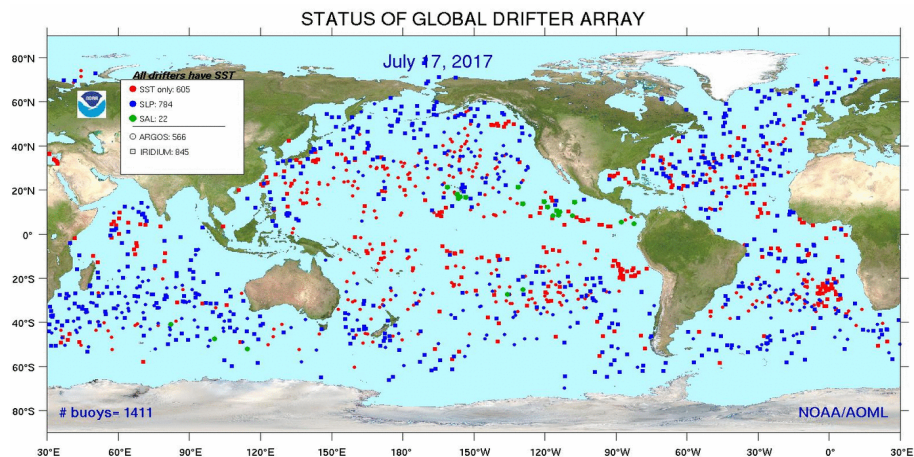 STATUS OF GLOBAL DRIFTER ARRAY
July 17, 2017
All drifters have SST
SST only: 605
SLP: 784
SAL: 22
ARGOS: 566
IRIDIUM: 845
NOAA
80°N
60°N
40°N
20°N
0°
20°S
40°S
60°S
80°S
# buoys= 1411
NOAA/AOML
30°E 60°E 90°E 120°E 150°E 180°W 150°W 120°W 90°W 60°W 30°W 0° 30°E